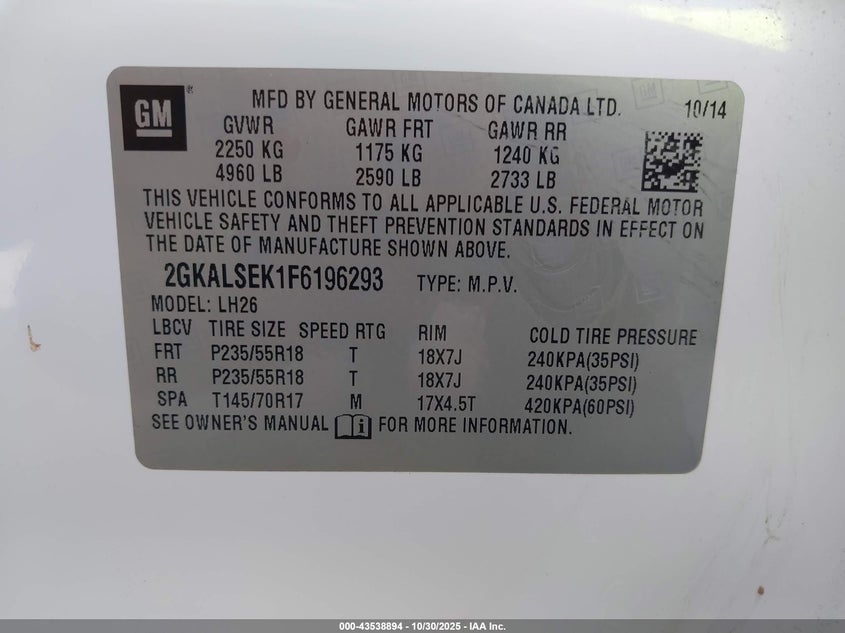 GM
MFD BY GENERAL MOTORS OF CANADA LTD. 10/14
GVWR GAWR FRT GAWR RR
2250 KG 1175 KG 1240 KG
4960 LB 2590 LB 2733 LB
THIS VEHICLE CONFORMS TO ALL APPLICABLE U.S. FEDERAL MOTOR
VEHICLE SAFETY AND THEFT PREVENTION STANDARDS IN EFFECT ON
THE DATE OF MANUFACTURE SHOWN ABOVE.
2GKALSEK1F6196293 TYPE: M.P.V.
MODEL: LH26
LBCV TIRE SIZE SPEED RTG RIM COLD TIRE PRESSURE
FRT P235/55R18 T 18X7J 240KPA(35PSI)
RR P235/55R18 T 18X7J 240KPA(35PSI)
SPA T145/70R17 M 17X4.5T 420KPA(60PSI)
SEE OWNER'S MANUAL FOR MORE INFORMATION.
000-43538894 - 10/30/2025 - IAA Inc.